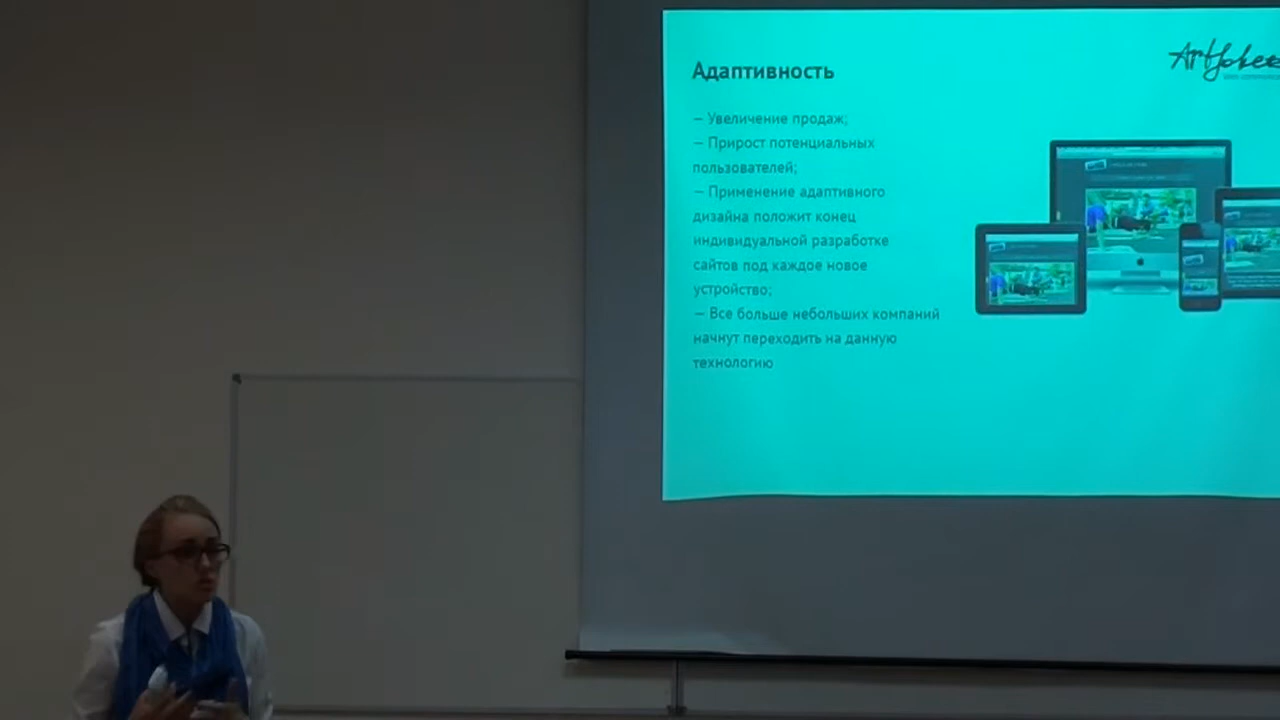 Адаптивность
— Увеличение продаж;
— Прирост потенциальных
пользователей;
— Применение адаптивного
дизайна положит конец
индивидуальной разработке
сайтов под каждое новое
устройство;
— Все больше небольших компаний
начнут переходить на данную
технологию